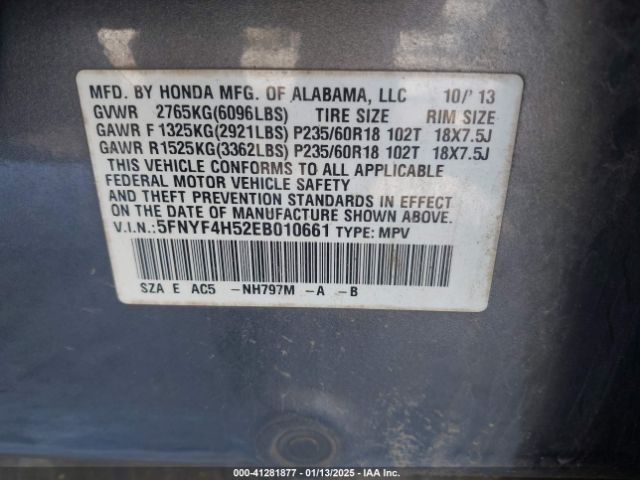 MFD. BY HONDA MFG. OF ALABAMA, LLC 10/'13
GVWR 2765KG(6096LBS) TIRE SIZE RIM SIZE
GAWR F 1325KG(2921LBS) P235/60R18 102T 18X7.5J
GAWR R 1525KG(3362LBS) P235/60R18 102T 18X7.5J
THIS VEHICLE CONFORMS TO ALL APPLICABLE
FEDERAL MOTOR VEHICLE SAFETY
AND THEFT PREVENTION STANDARDS IN EFFECT
ON THE DATE OF MANUFACTURE SHOWN ABOVE.
V.I.N.:5FNYF4H52EB010661 TYPE: MPV
SZA E AC5 -NH797M -A -B
000-41281877 - 01/13/2025 - IAA Inc.